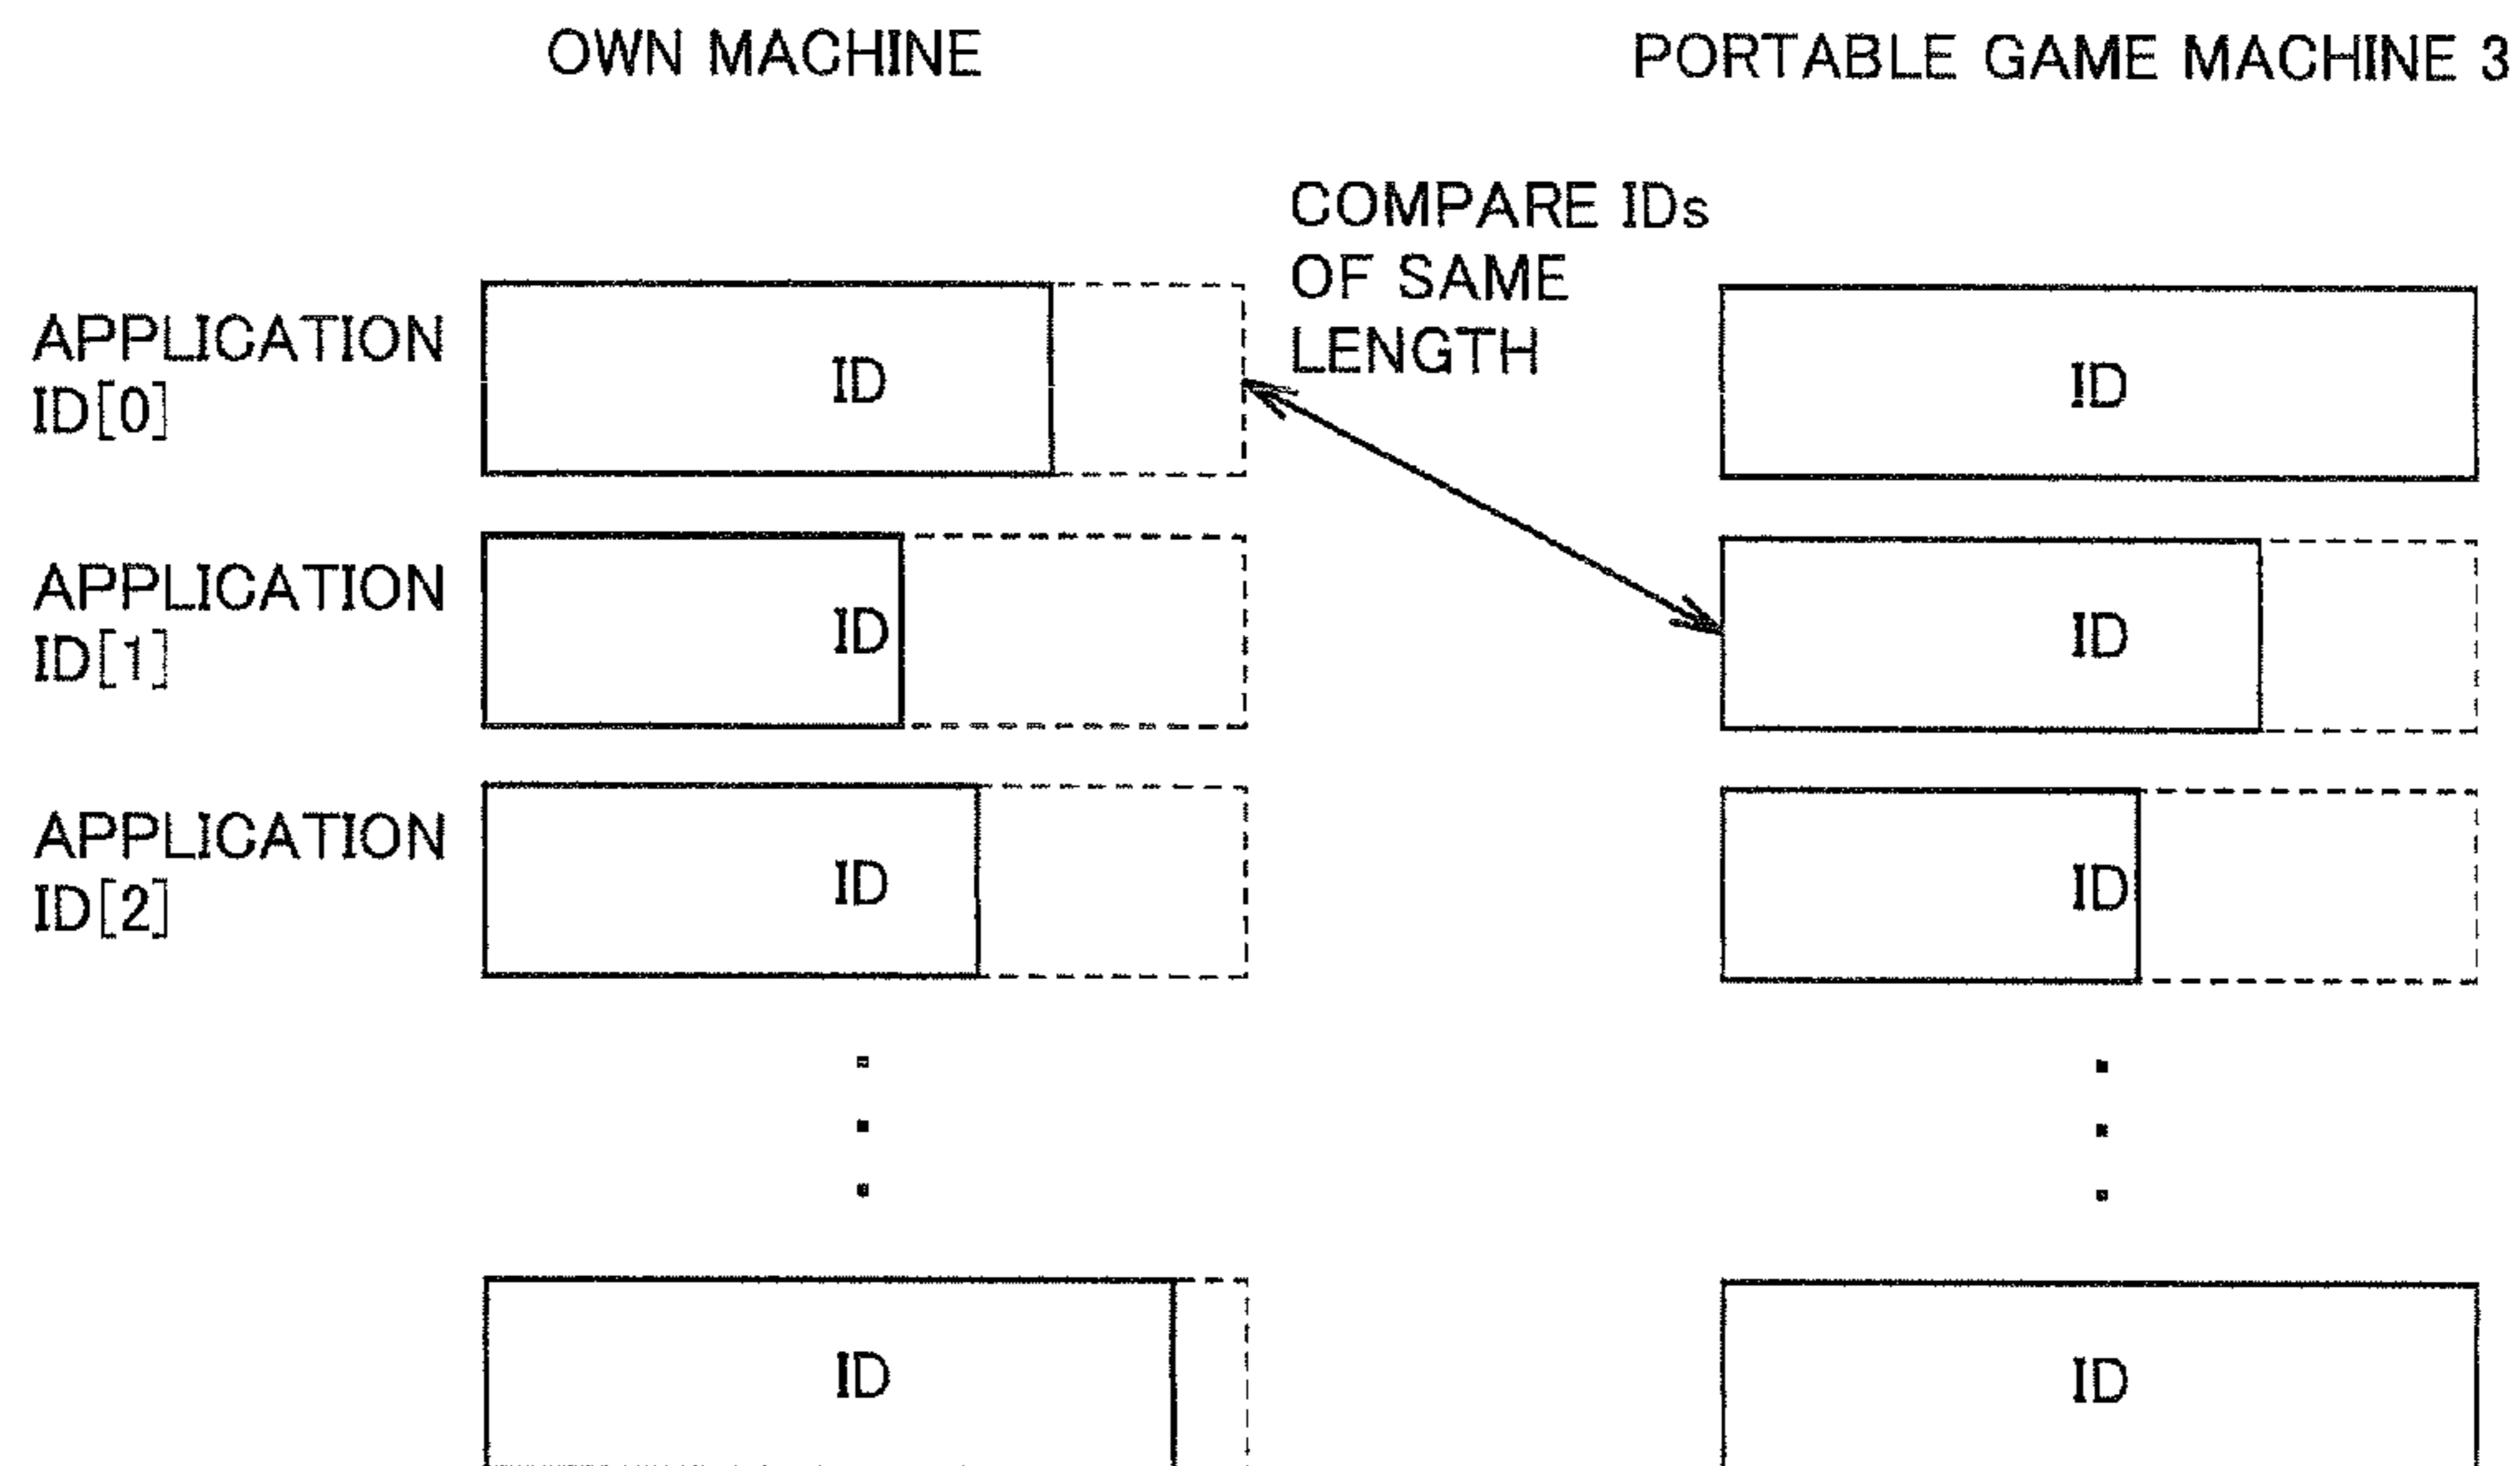 OWN MACHINE
PORTABLE GAME MACHINE 3
COMPARE IDs
OF SAME
LENGTH
APPLICATION
ID[0]
ID
ID
APPLICATION
ID[1]
ID
ID
APPLICATION
ID[2]
ID
ID
ID
ID